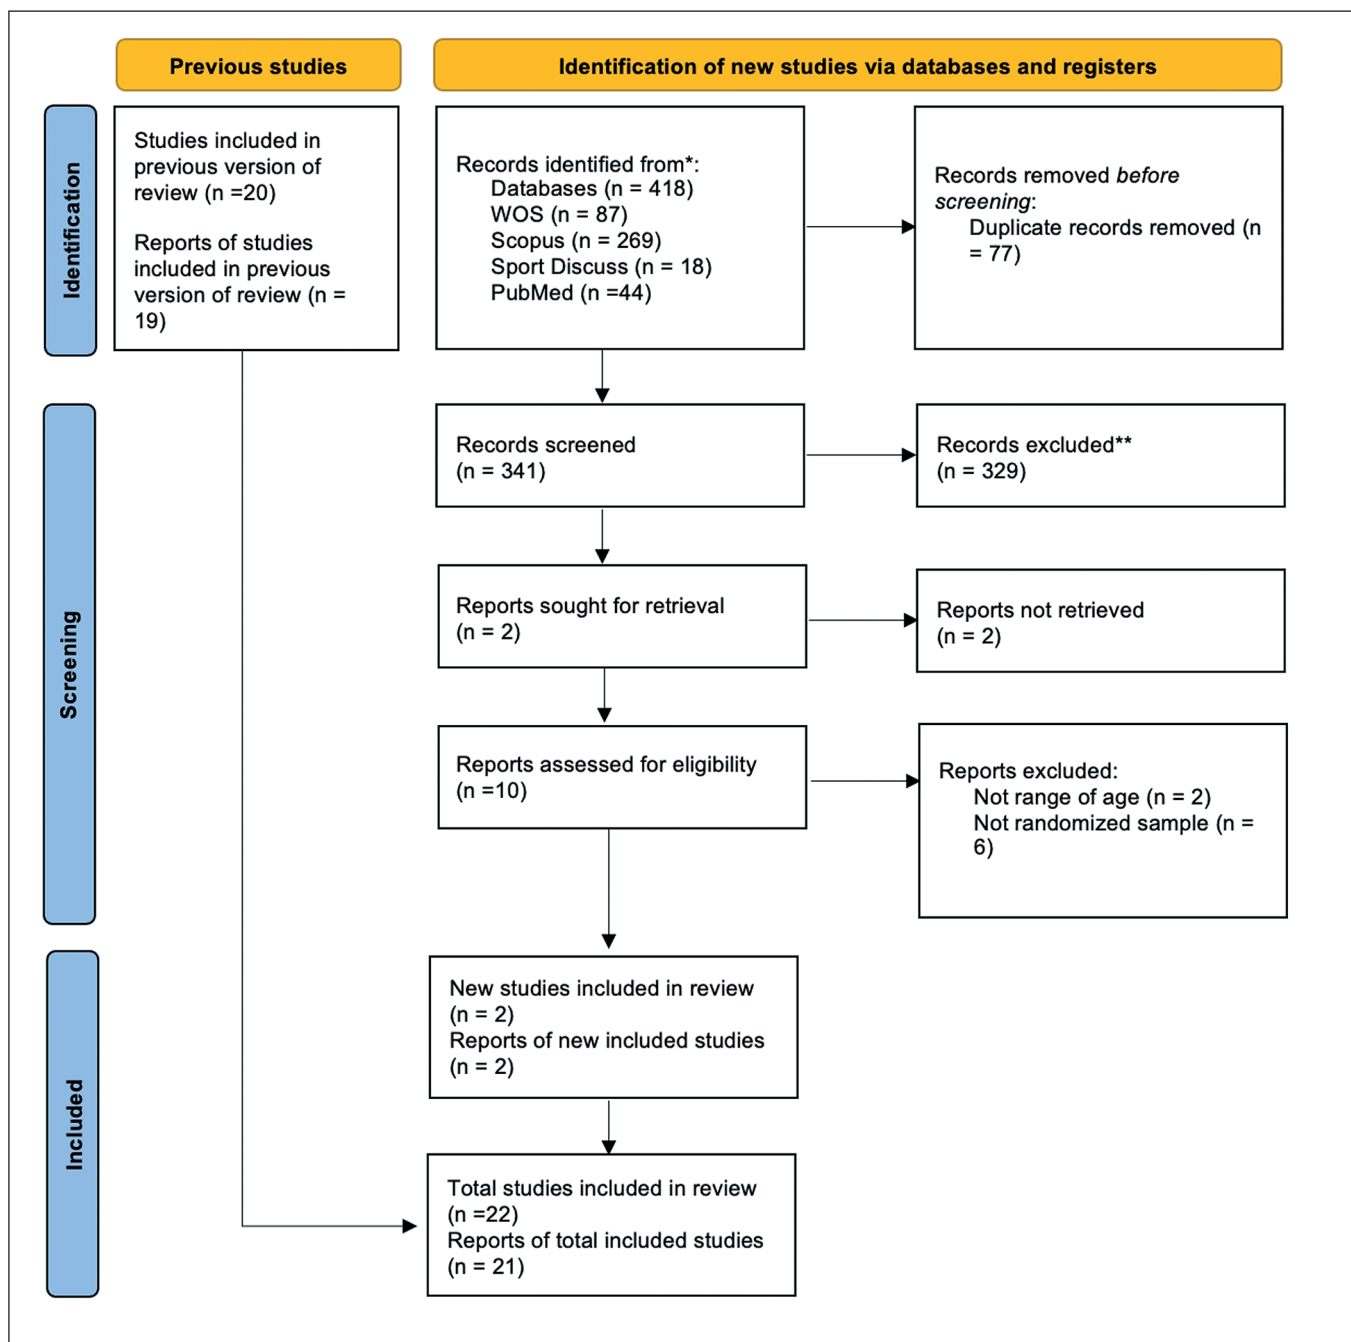 Previous studies
Identification of new studies via databases and registers
Identification
Studies included in
previous version of
review (n =20)
Reports of studies
included in previous
version of review (n =
19)
Records identified from*:
Databases (n = 418)
WOS (n = 87)
Scopus (n = 269)
Sport Discuss (n = 18)
PubMed (n =44)
Records removed before
screening:
Duplicate records removed (n
= 77)
Screening
Records screened
(n = 341)
Records excluded**
(n = 329)
Reports sought for retrieval
(n = 2)
Reports not retrieved
(n = 2)
Reports assessed for eligibility
(n =10)
Reports excluded:
Not range of age (n = 2)
Not randomized sample (n =
6)
Included
New studies included in review
(n = 2)
Reports of new included studies
(n = 2)
Total studies included in review
(n =22)
Reports of total included studies
(n = 21)